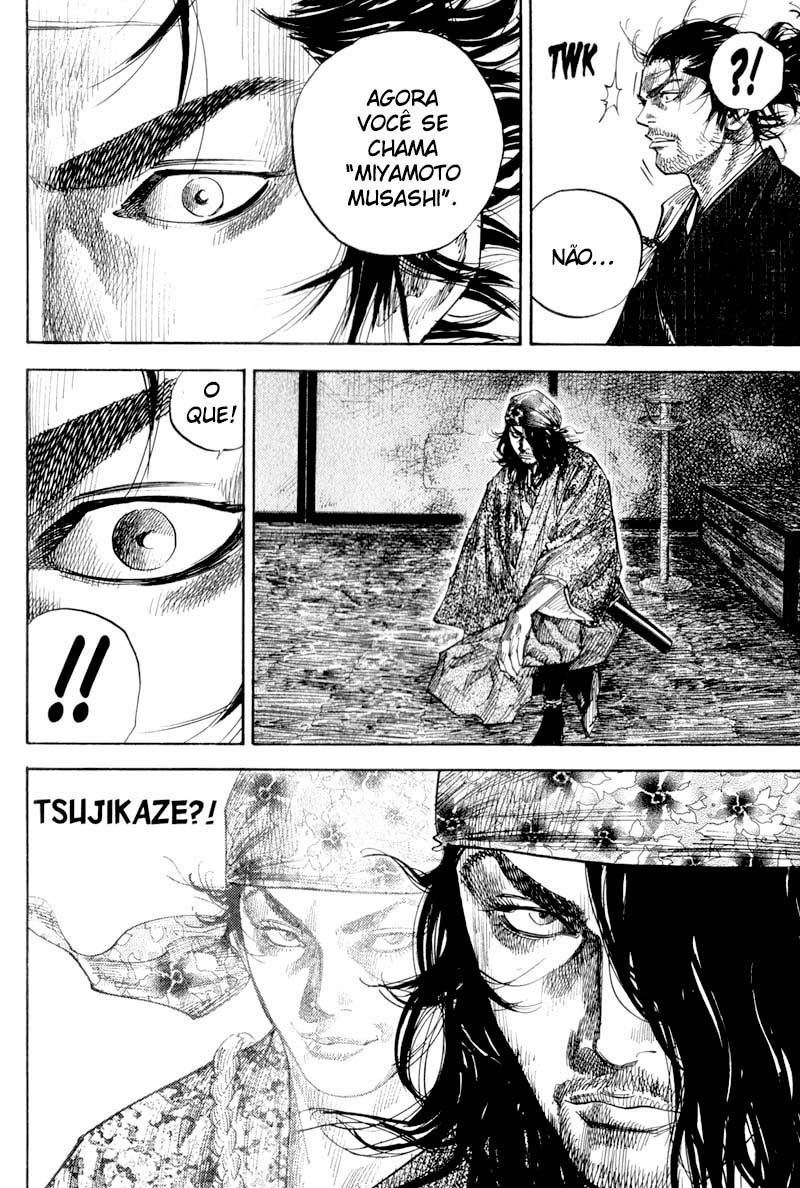 TWK
?!
NÃO...
AGORA
VOCÊ SE
CHAMA
"MIYAMOTO
MUSASHI".
O
QUE!
!!
TSUJIKAZE?!